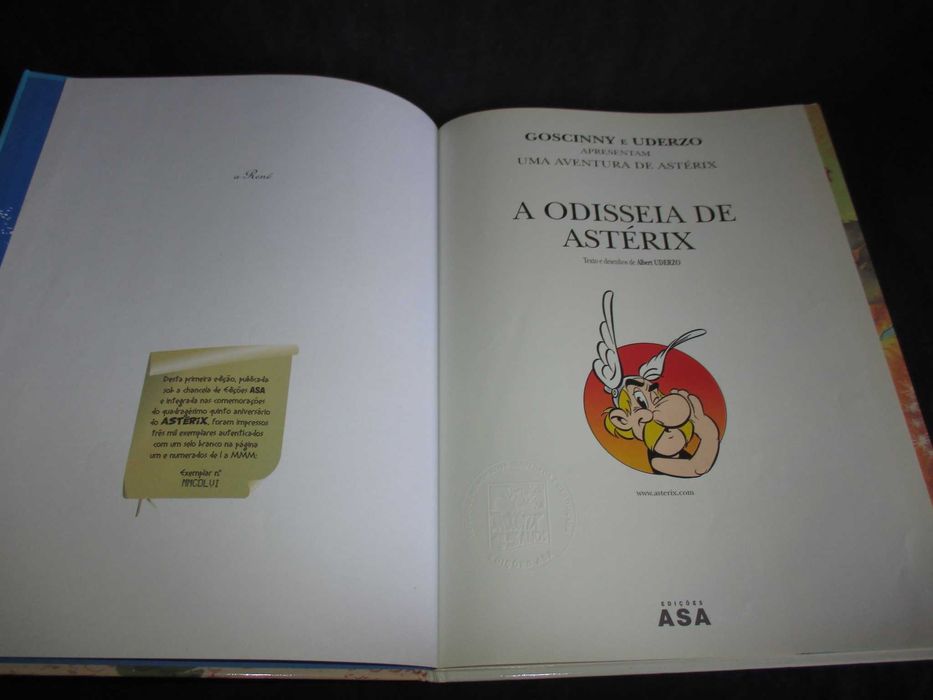 a René
Desta primeira edição, publicada
sob a chancela de Edições ASA
e integrada nas comemorações
do quadragésimo quinto aniversário
do ASTÉRIX, foram impressos
três mil exemplares autenticados
com um selo branco na página
um e numerados de I a MMM:
Exemplar nº
MMCDLVI
GOSCINNY E UDERZO
APRESENTAM
UMA AVENTURA DE ASTÉRIX
A ODISSEIA DE
ASTÉRIX
Texto e desenhos de Albert UDERZO
www.asterix.com
EDIÇÕES ASA
EDIÇÕES
ASA